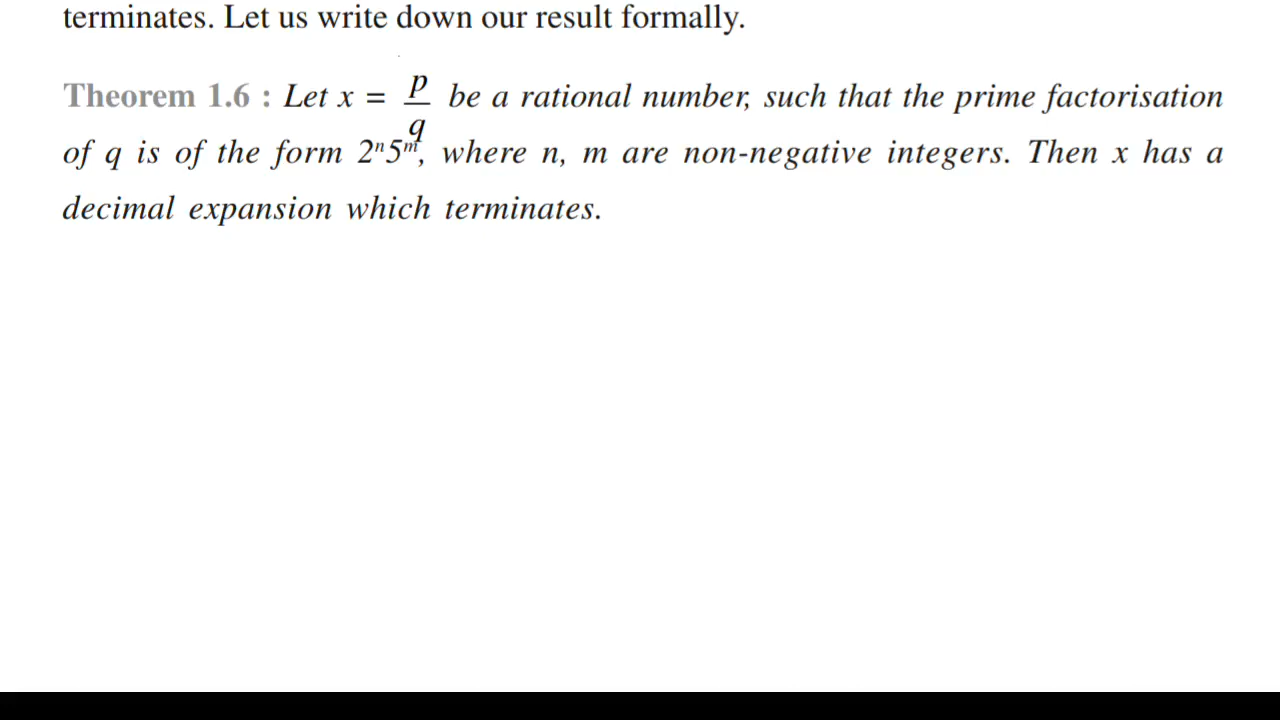 terminates. Let us write down our result formally.
Theorem 1.6 : Let x = p/q be a rational number, such that the prime factorisation
of q is of the form 2ⁿ5ᵐ, where n, m are non-negative integers. Then x has a
decimal expansion which terminates.